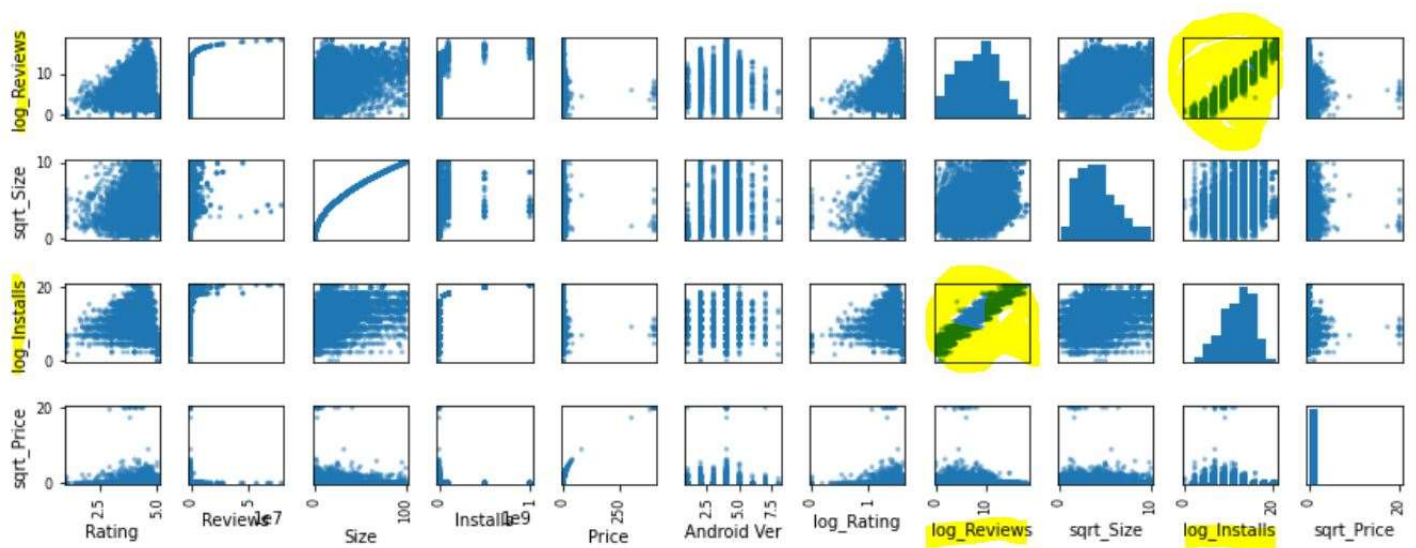 log_Reviews
10
0
sqrt_Size
10
0
log_Installs
20
0
sqrt_Price
20
0
2.5 5.0 0 5 1e7 0 100 0 1 1e9 0 250 2.5 5.0 7.5 1 0 10 0 10 0 20 0 20
Rating Reviews Size Installs Price Android Ver log_Rating log_Reviews sqrt_Size log_Installs sqrt_Price